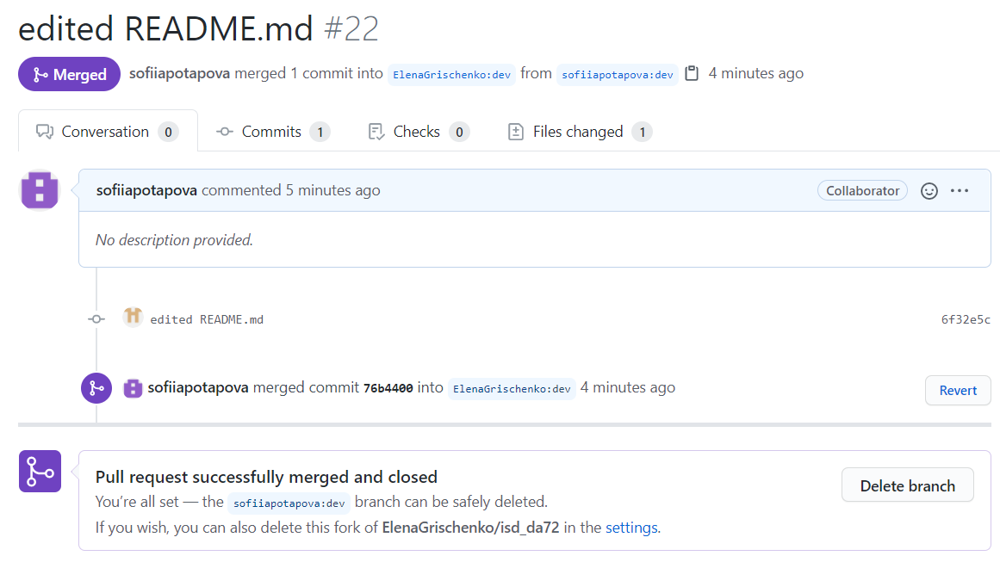 edited README.md #22
Merged sofiiapotapova merged 1 commit into ElenaGrischenko:dev from sofiiapotapova:dev 4 minutes ago
Conversation 0 Commits 1 Checks 0 Files changed 1
sofiiapotapova commented 5 minutes ago Collaborator
No description provided.
edited README.md 6f32e5c
sofiiapotapova merged commit 76b4400 into ElenaGrischenko:dev 4 minutes ago Revert
Pull request successfully merged and closed
You’re all set — the sofiiapotapova:dev branch can be safely deleted. Delete branch
If you wish, you can also delete this fork of ElenaGrischenko/isd_da72 in the settings.